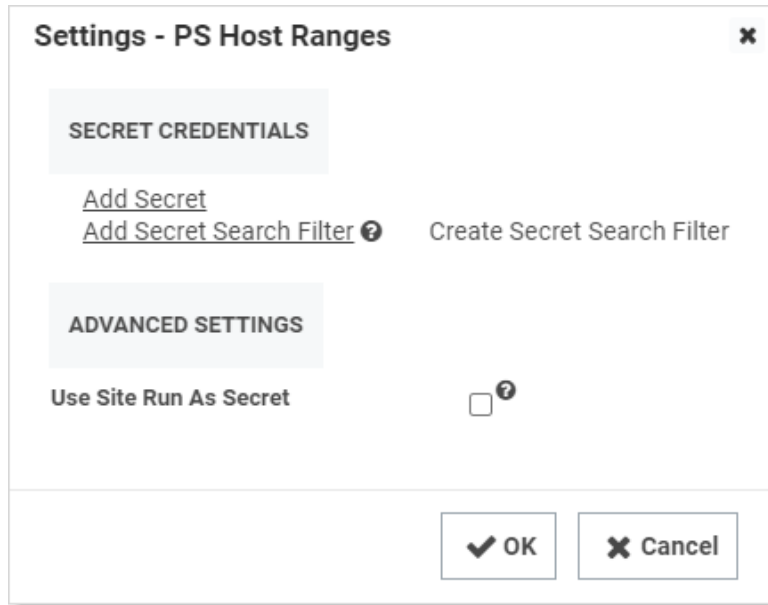 Settings - PS Host Ranges
SECRET CREDENTIALS
Add Secret
Add Secret Search Filter ? Create Secret Search Filter
ADVANCED SETTINGS
Use Site Run As Secret ?
OK Cancel